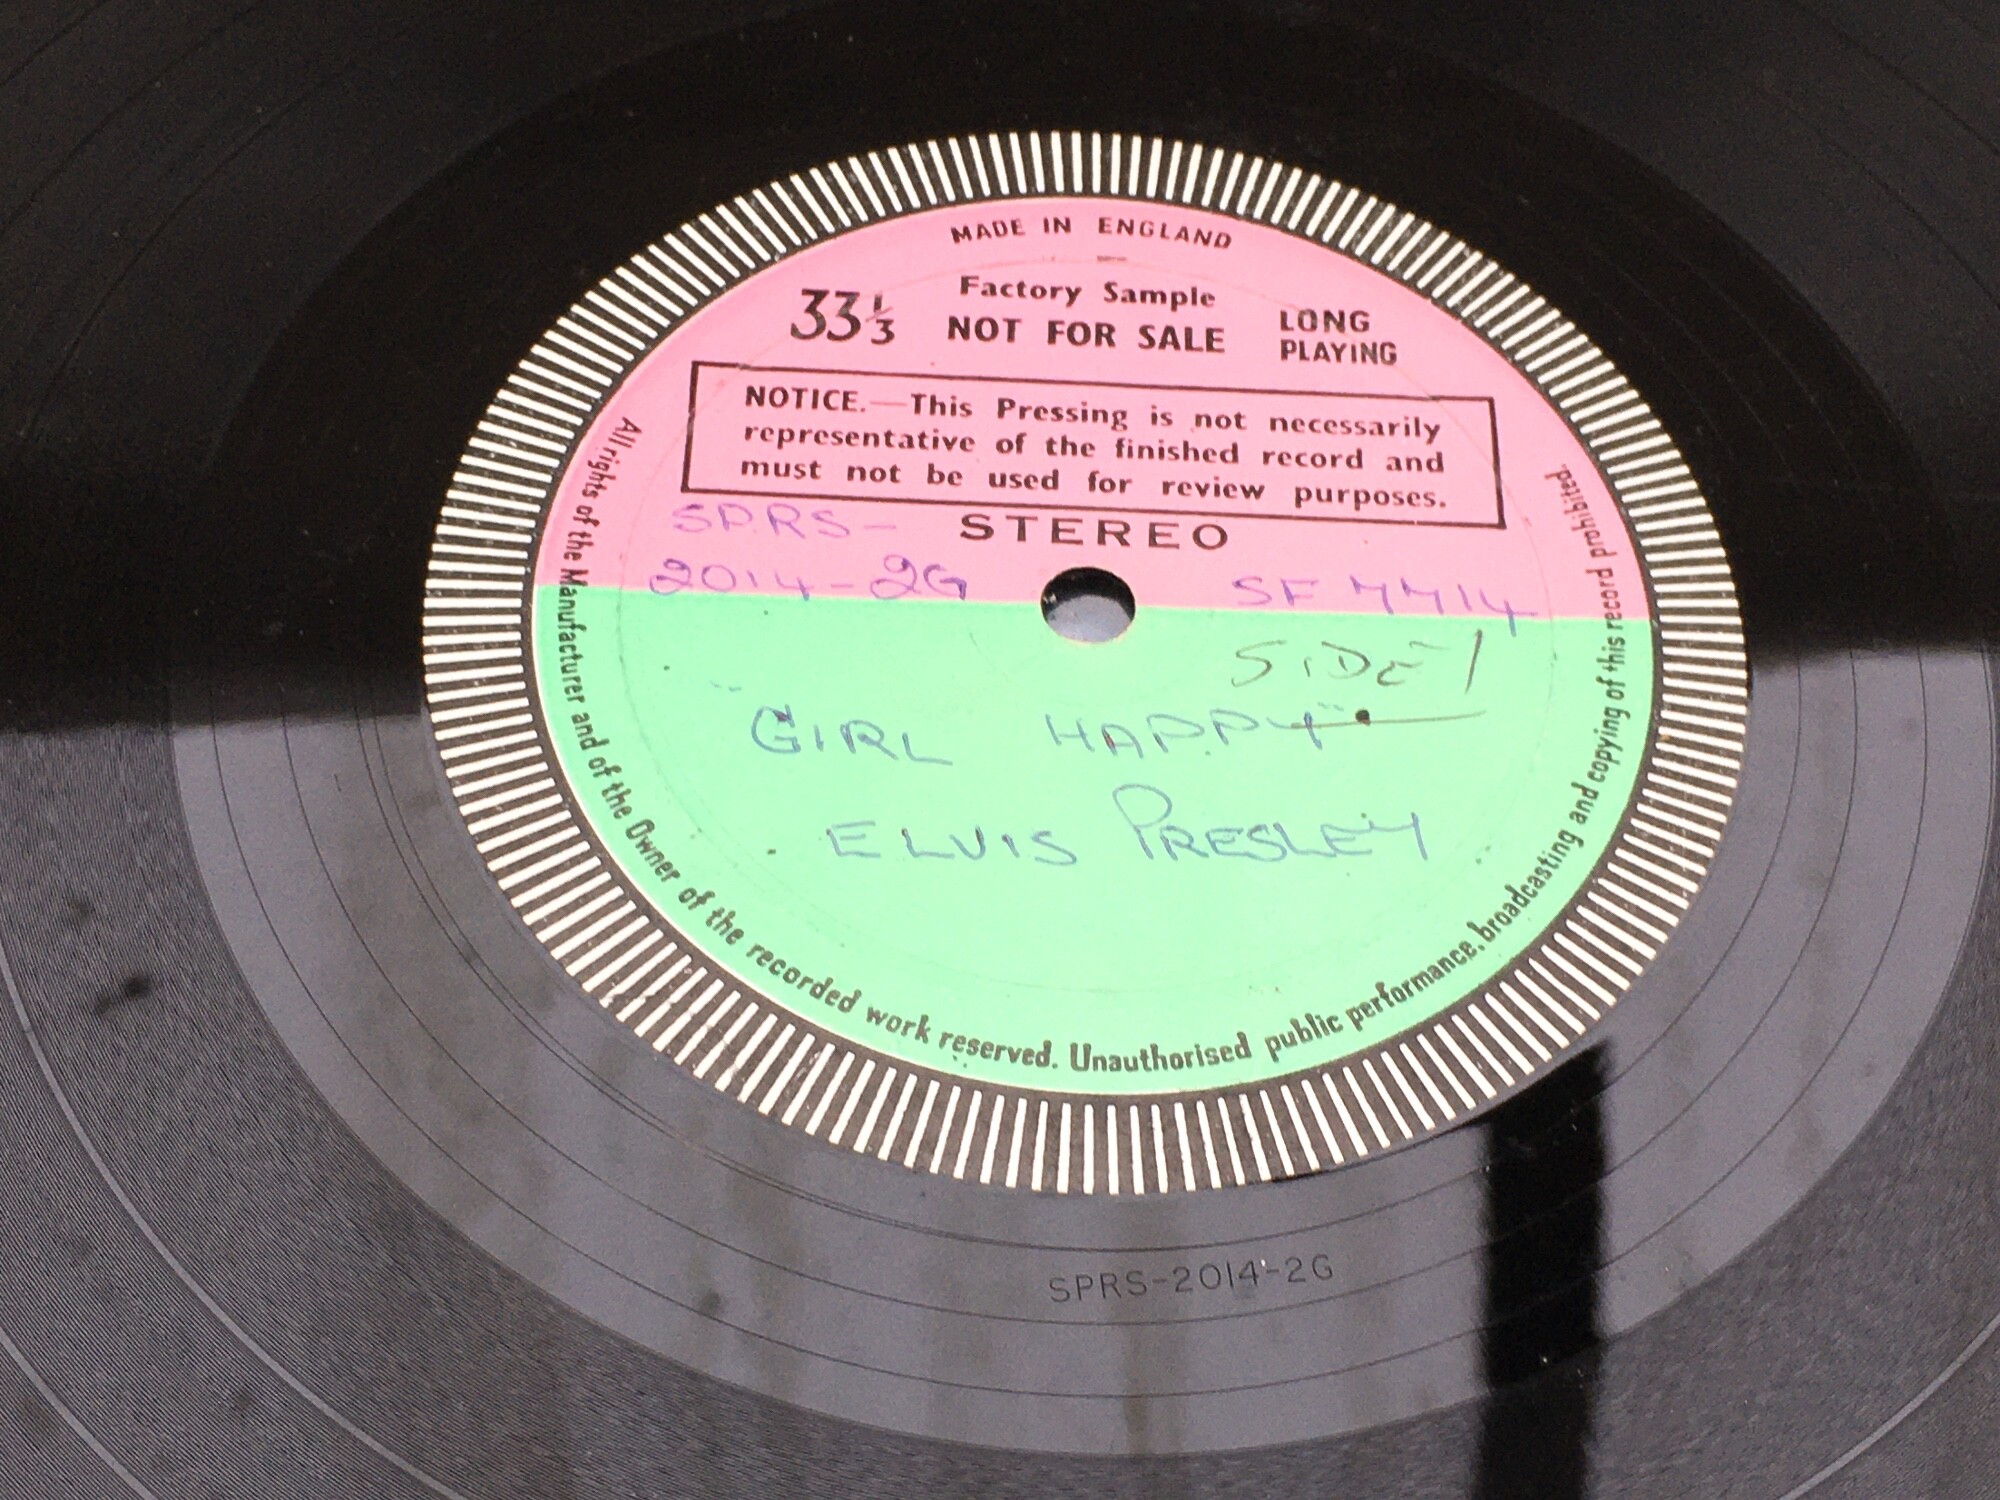 MADE IN ENGLAND
33⅓
Factory Sample
NOT FOR SALE
LONG
PLAYING
NOTICE.—This Pressing is not necessarily
representative of the finished record and
must not be used for review purposes.
SPRS-
STEREO
2014-2G
SF 7714
SIDE 1
"GIRL HAPPY"
ELVIS PRESLEY
All rights of the Manufacturer and of the Owner of the recorded work reserved. Unauthorised public performance, broadcasting and copying of this record prohibited.
SPRS-2014-2G